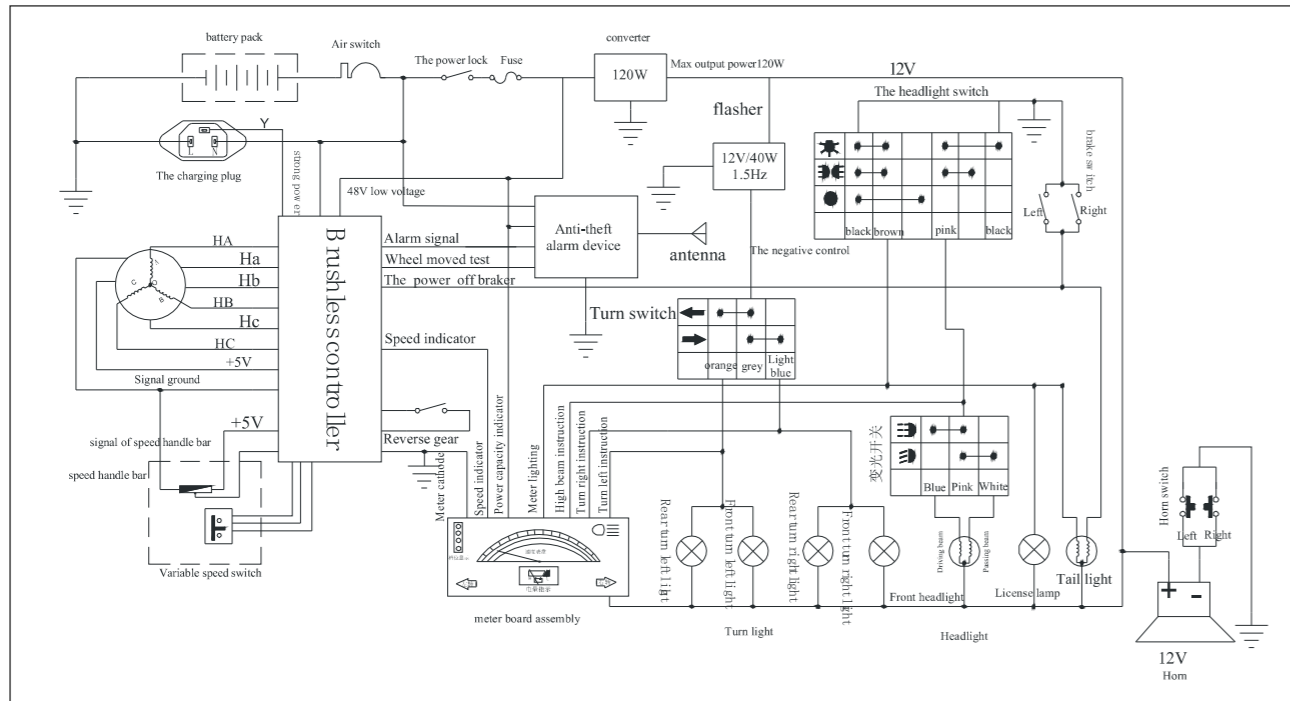 battery pack
Air switch
The power lock
Fuse
converter
120W
Max output power120W
12V
Y
L
N
The charging plug
strong power
48V low voltage
flasher
12V/40W
1.5Hz
The headlight switch
black
brown
pink
black
brake switch
Left
Right
Brushlesscontroller
Anti-theft
alarm device
antenna
The negative control
Alarm signal
Wheel moved test
The power off braker
HA
Ha
Hb
HB
Hc
HC
+5V
Signal ground
C
B
Turn switch
orange
grey
Light
blue
Speed indicator
+5V
Reverse gear
signal of speed handle bar
speed handle bar
Variable speed switch
Meter cathode
Speed indicator
Power capacity indicator
Meter lighting
High beam instruction
Turn right instruction
Turn left instruction
变光开关
Blue
Pink
White
Rear turn left light
Front turn left light
Rear turn right light
Front turn right light
Driving beam
Passing beam
Front headlight
License lamp
Tail light
Horn switch
Left
Right
meter board assembly
Turn light
Headlight
+
-
12V
Horn